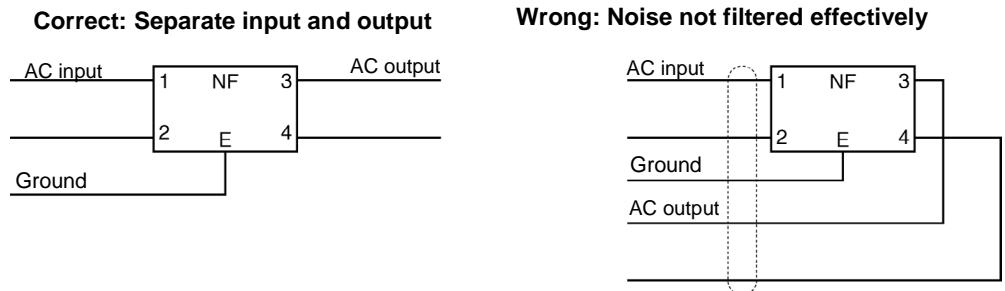 Correct: Separate input and output
AC input
1 NF 3
AC output
2 E 4
Ground
Wrong: Noise not filtered effectively
AC input
1 NF 3
2 E 4
Ground
AC output